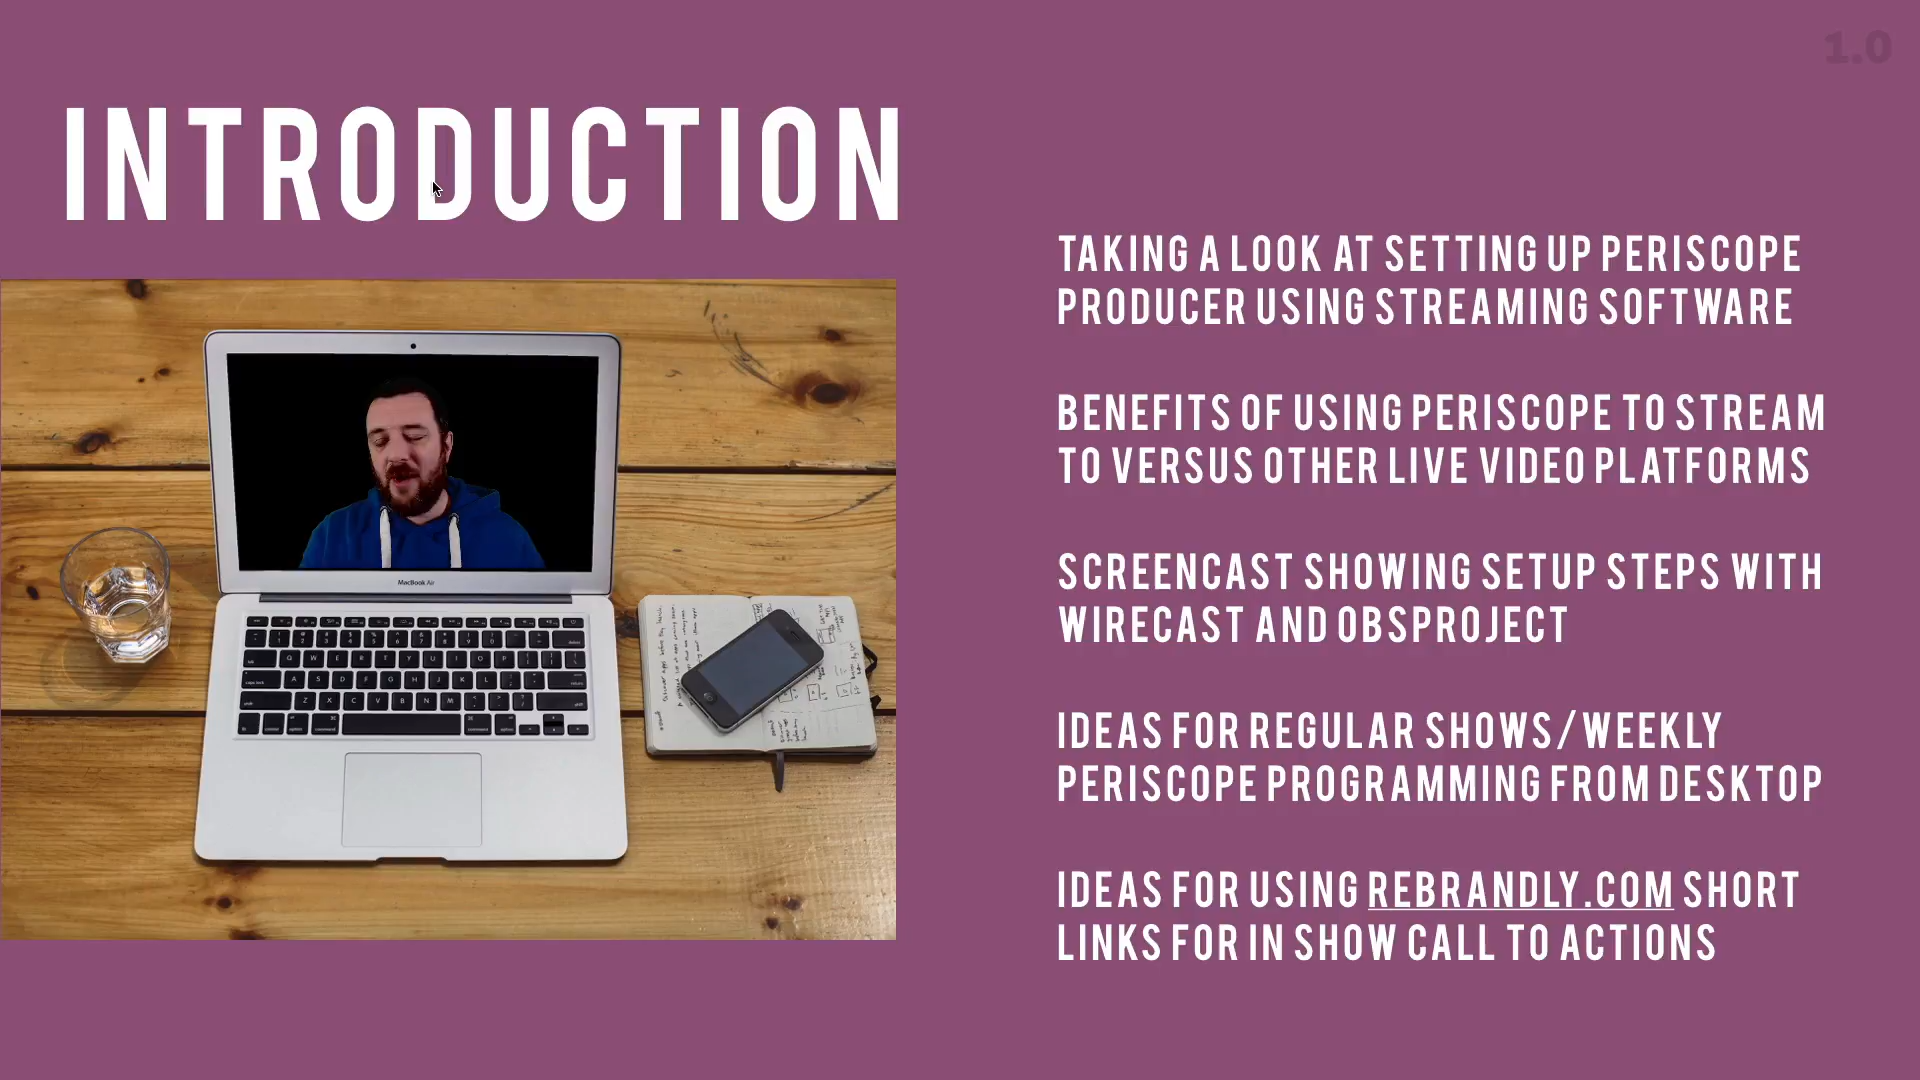 1.0
INTRODUCTION
TAKING A LOOK AT SETTING UP PERISCOPE
PRODUCER USING STREAMING SOFTWARE
BENEFITS OF USING PERISCOPE TO STREAM
TO VERSUS OTHER LIVE VIDEO PLATFORMS
SCREENCAST SHOWING SETUP STEPS WITH
WIRECAST AND OBSPROJECT
IDEAS FOR REGULAR SHOWS/WEEKLY
PERISCOPE PROGRAMMING FROM DESKTOP
IDEAS FOR USING REBRANDLY.COM SHORT
LINKS FOR IN SHOW CALL TO ACTIONS
MacBook Air